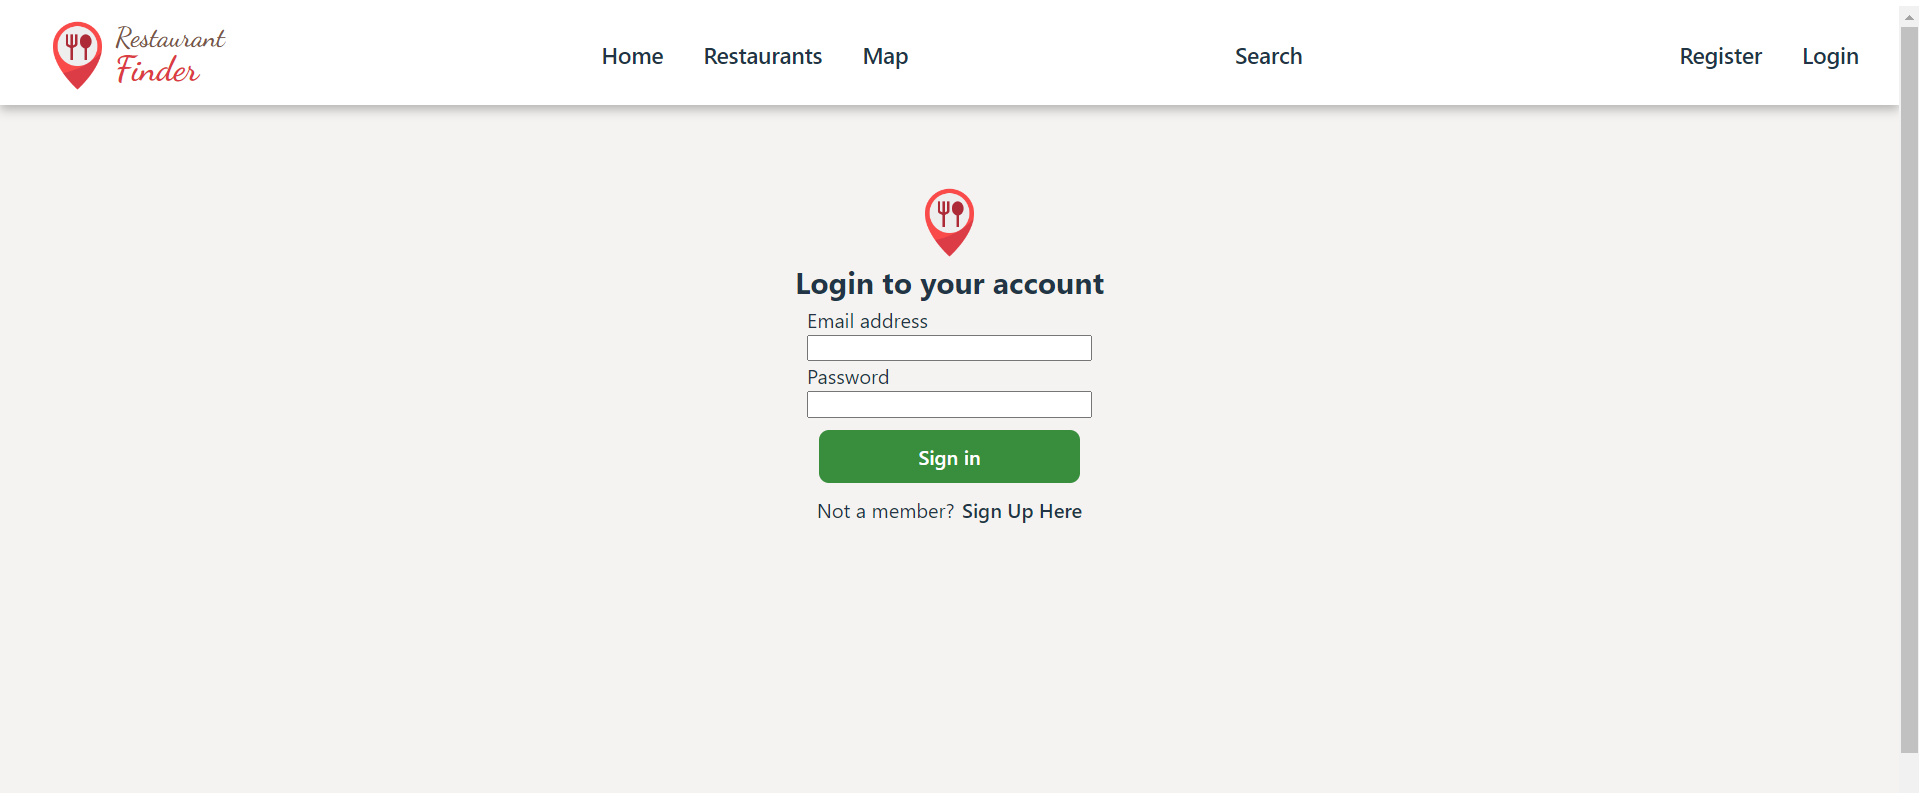 Restaurant
Finder
Home Restaurants Map Search Register Login
Login to your account
Email address
Password
Sign in
Not a member? Sign Up Here